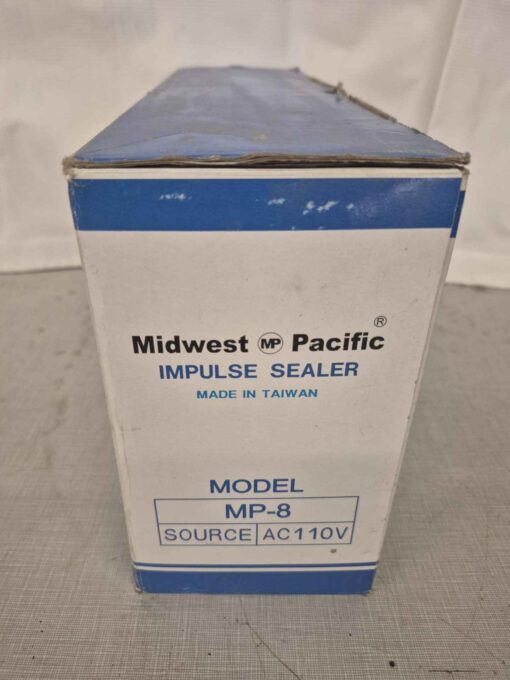 Midwest MP Pacific ®
IMPULSE SEALER
MADE IN TAIWAN
MODEL
MP-8
SOURCE AC110V